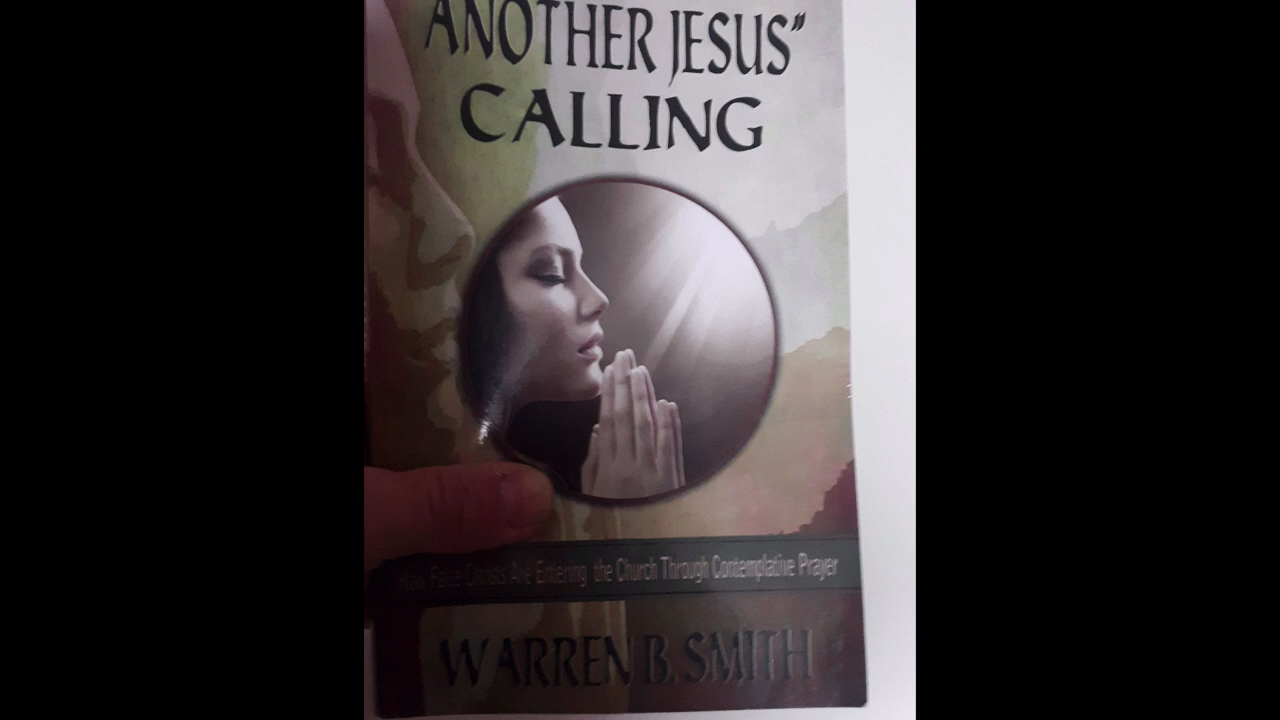 ANOTHER JESUS"
CALLING
How False Christs Are Entering the Church Through Contemplative Prayer
WARREN B. SMITH